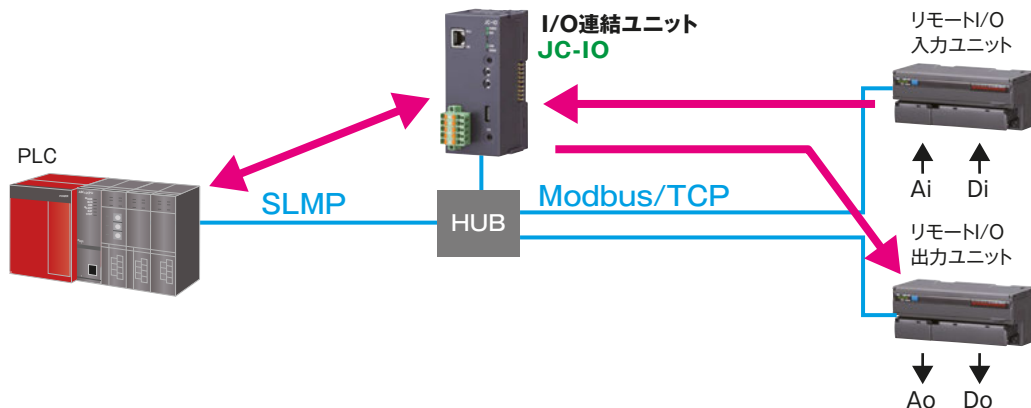 JC-IO
I/O連結ユニット
JC-IO
リモートI/O
入力ユニット
PLC
Ai
Di
SLMP
HUB
Modbus/TCP
リモートI/O
出力ユニット
Ao
Do